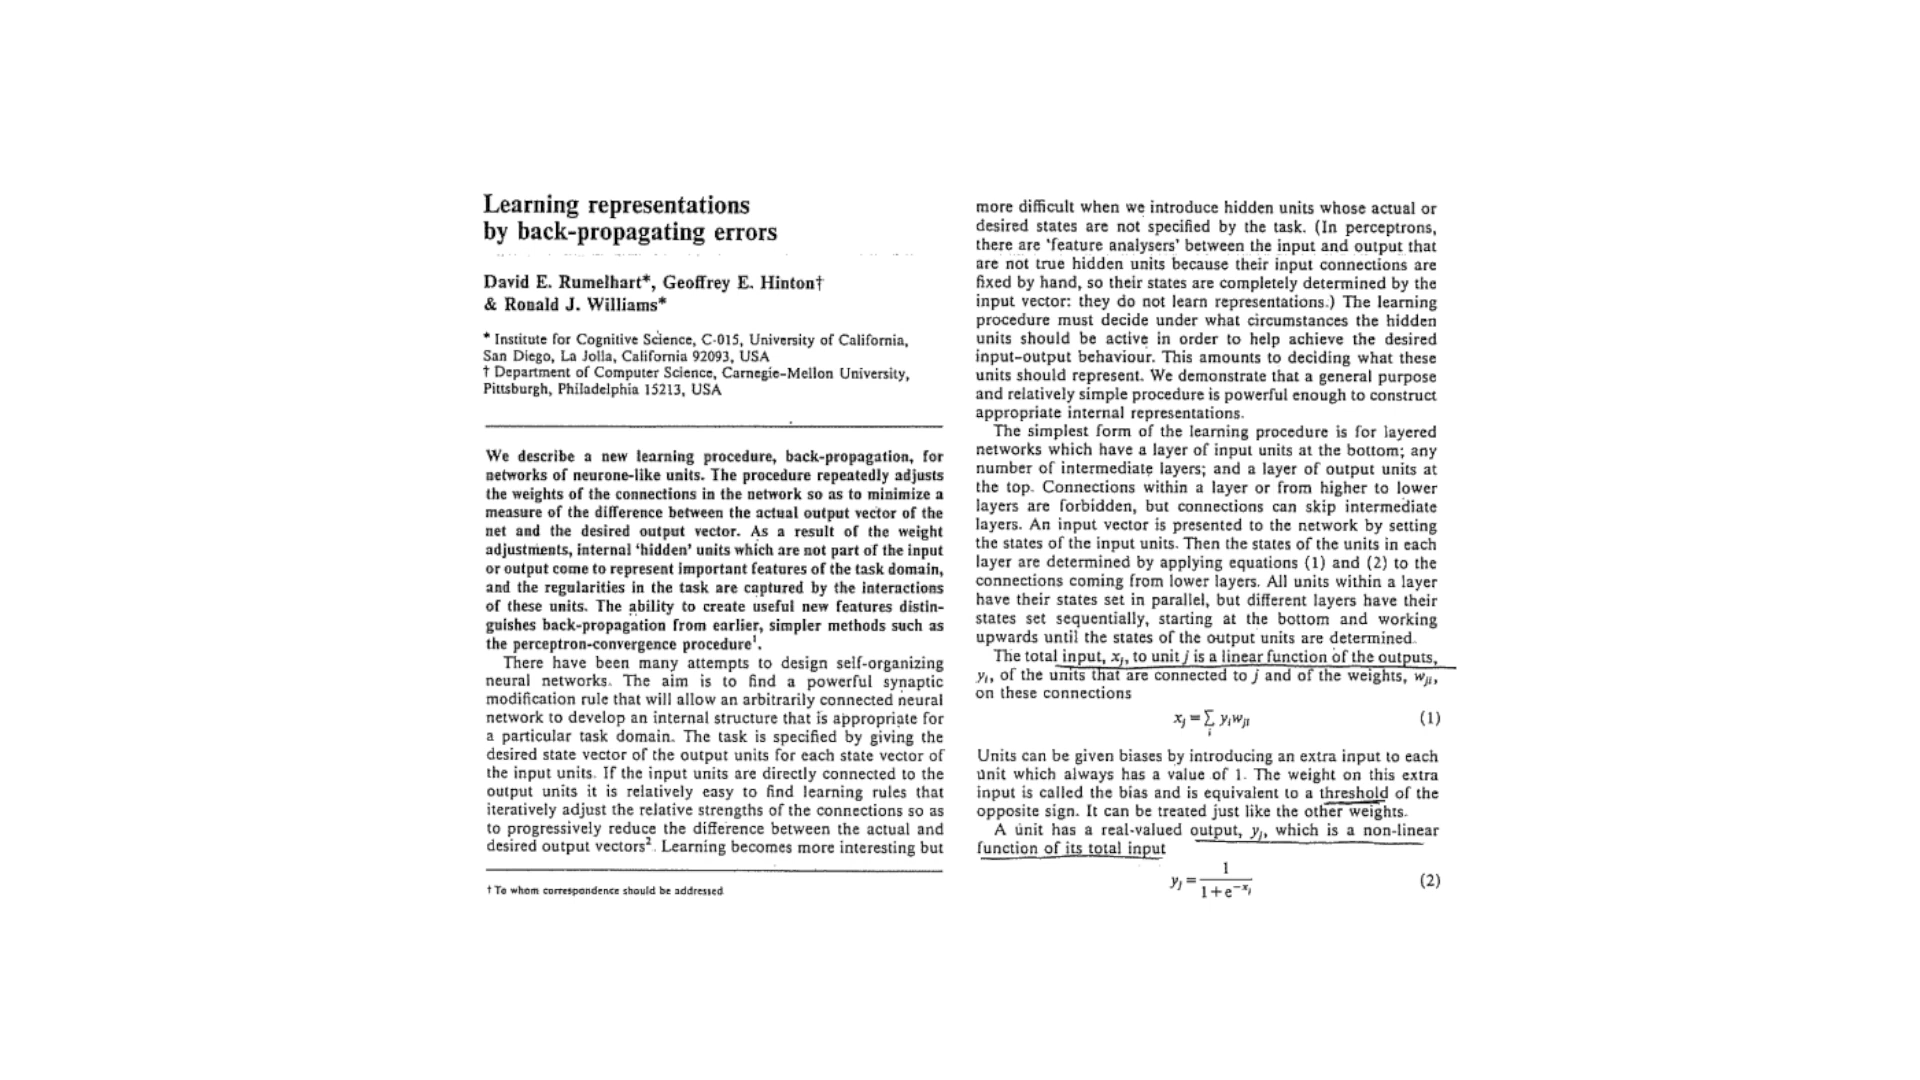 Learning representations
by back-propagating errors
David E. Rumelhart*, Geoffrey E. Hinton†
& Ronald J. Williams*
* Institute for Cognitive Science, C-015, University of California,
San Diego, La Jolla, California 92093, USA
† Department of Computer Science, Carnegie-Mellon University,
Pittsburgh, Philadelphia 15213, USA
We describe a new learning procedure, back-propagation, for
networks of neurone-like units. The procedure repeatedly adjusts
the weights of the connections in the network so as to minimize a
measure of the difference between the actual output vector of the
net and the desired output vector. As a result of the weight
adjustments, internal ‘hidden’ units which are not part of the input
or output come to represent important features of the task domain,
and the regularities in the task are captured by the interactions
of these units. The ability to create useful new features distin-
guishes back-propagation from earlier, simpler methods such as
the perceptron-convergence procedure¹.
There have been many attempts to design self-organizing
neural networks. The aim is to find a powerful synaptic
modification rule that will allow an arbitrarily connected neural
network to develop an internal structure that is appropriate for
a particular task domain. The task is specified by giving the
desired state vector of the output units for each state vector of
the input units. If the input units are directly connected to the
output units it is relatively easy to find learning rules that
iteratively adjust the relative strengths of the connections so as
to progressively reduce the difference between the actual and
desired output vectors². Learning becomes more interesting but
† To whom correspondence should be addressed
more difficult when we introduce hidden units whose actual or
desired states are not specified by the task. (In perceptrons,
there are ‘feature analysers’ between the input and output that
are not true hidden units because their input connections are
fixed by hand, so their states are completely determined by the
input vector: they do not learn representations.) The learning
procedure must decide under what circumstances the hidden
units should be active in order to help achieve the desired
input–output behaviour. This amounts to deciding what these
units should represent. We demonstrate that a general purpose
and relatively simple procedure is powerful enough to construct
appropriate internal representations.
The simplest form of the learning procedure is for layered
networks which have a layer of input units at the bottom; any
number of intermediate layers; and a layer of output units at
the top. Connections within a layer or from higher to lower
layers are forbidden, but connections can skip intermediate
layers. An input vector is presented to the network by setting
the states of the input units. Then the states of the units in each
layer are determined by applying equations (1) and (2) to the
connections coming from lower layers. All units within a layer
have their states set in parallel, but different layers have their
states set sequentially, starting at the bottom and working
upwards until the states of the output units are determined.
The total input, xⱼ, to unit j is a linear function of the outputs,
yᵢ, of the units that are connected to j and of the weights, wⱼᵢ,
on these connections
xⱼ = ∑ᵢ yᵢwⱼᵢ (1)
Units can be given biases by introducing an extra input to each
unit which always has a value of 1. The weight on this extra
input is called the bias and is equivalent to a threshold of the
opposite sign. It can be treated just like the other weights.
A unit has a real-valued output, yⱼ, which is a non-linear
function of its total input
yⱼ = 1 / (1+e^(−xⱼ)) (2)